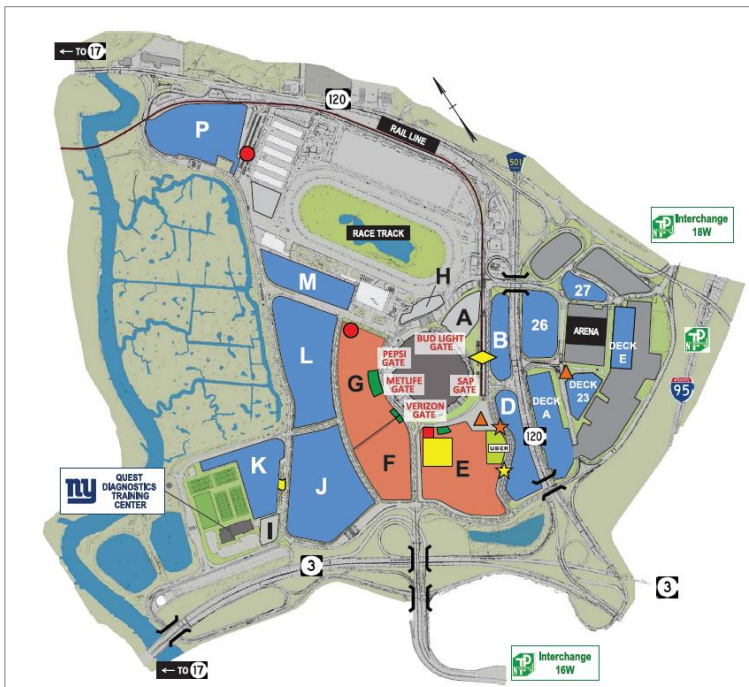 ← TO 17
120
P
RAIL LINE
501
Interchange
18W
RACE TRACK
H
M
27
A
BUD LIGHT
GATE
B
26
ARENA
DECK
E
L
PEPSI
GATE
G
METLIFE
GATE
SAP
GATE
VERIZON
GATE
DECK
23
95
D
DECK
A
120
UBER
K
F
E
J
I
ny
QUEST
DIAGNOSTICS
TRAINING
CENTER
3
3
← TO 17
Interchange
16W